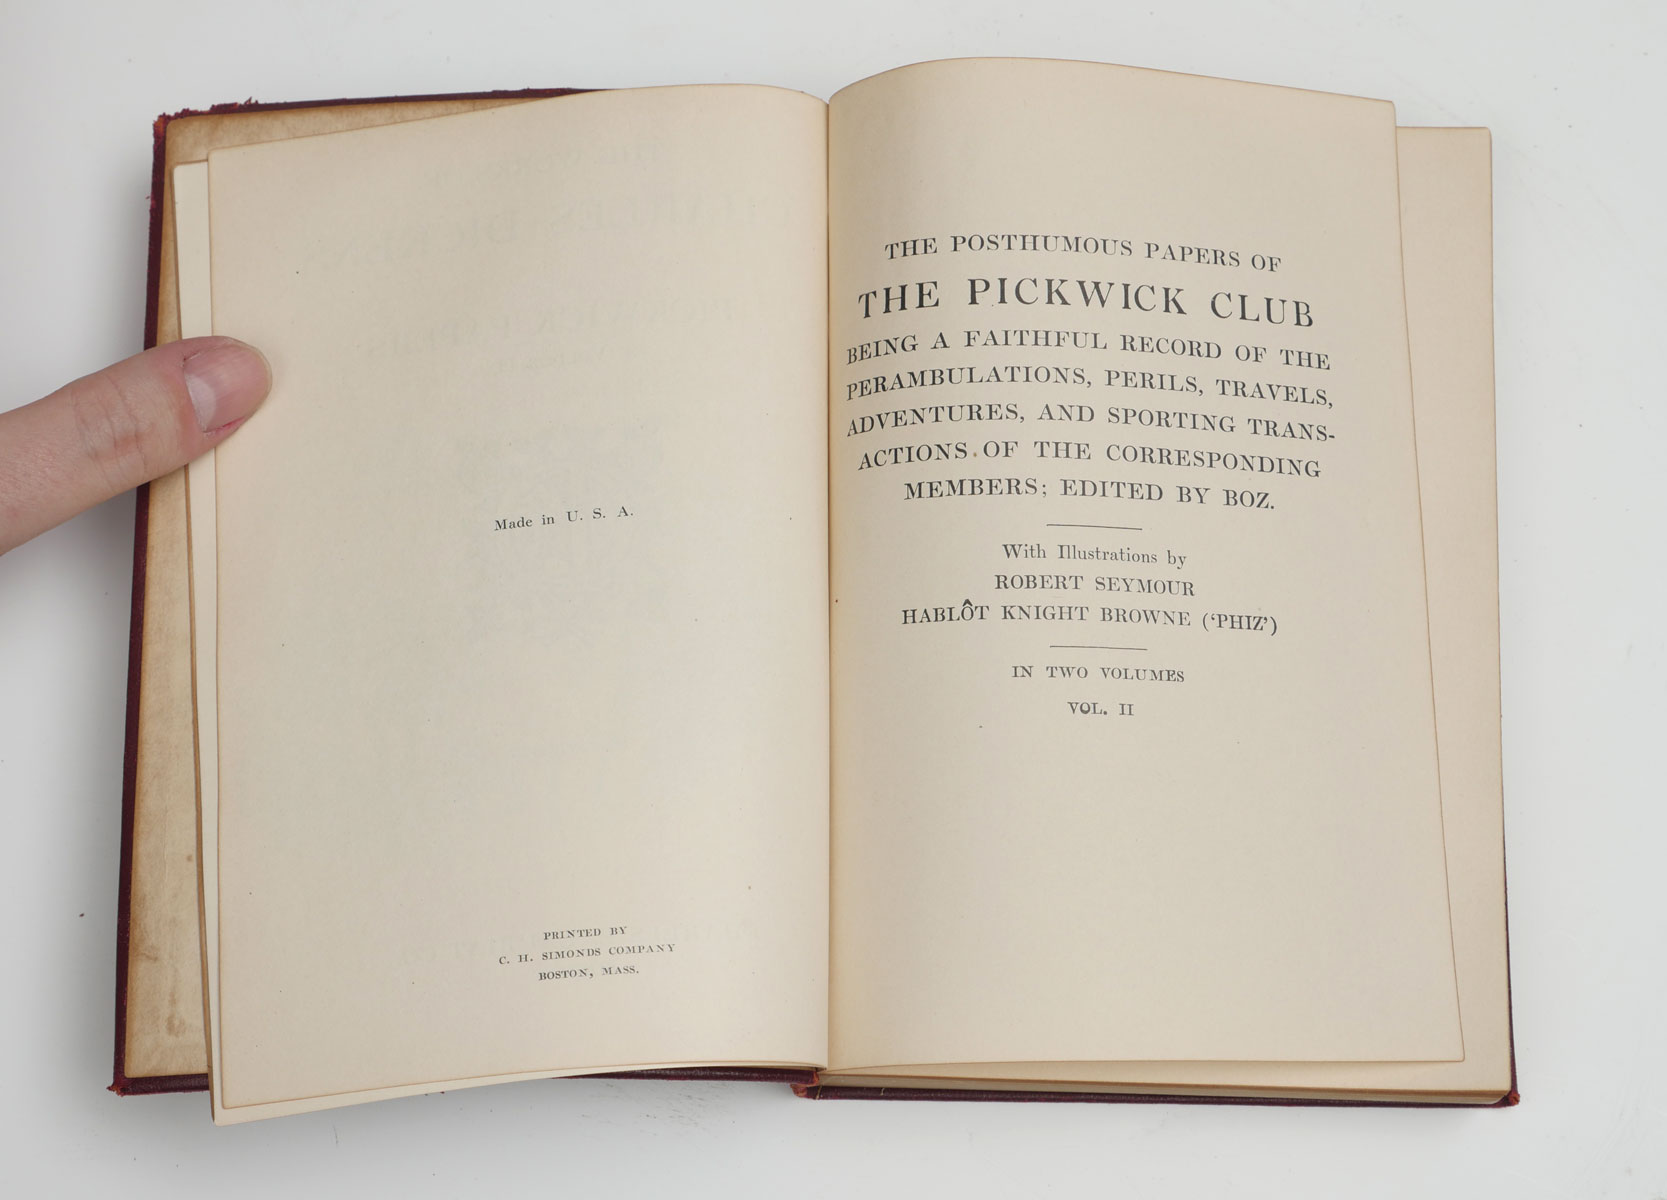 Made in U. S. A.
PRINTED BY
C. H. SIMONDS COMPANY
BOSTON, MASS.
THE POSTHUMOUS PAPERS OF
THE PICKWICK CLUB
BEING A FAITHFUL RECORD OF THE
PERAMBULATIONS, PERILS, TRAVELS,
ADVENTURES, AND SPORTING TRANS-
ACTIONS OF THE CORRESPONDING
MEMBERS; EDITED BY BOZ.
With Illustrations by
ROBERT SEYMOUR
HABLÔT KNIGHT BROWNE (‘PHIZ’)
IN TWO VOLUMES
VOL. II